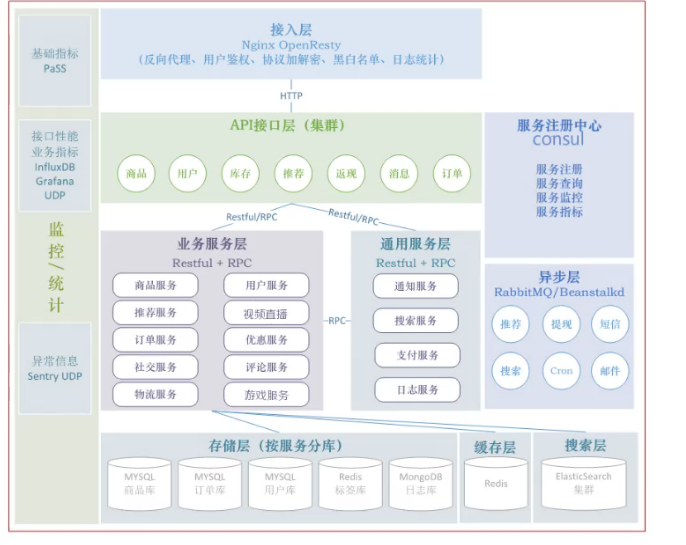 基础指标
PaSS
接口性能
业务指标
InfluxDB
Grafana
UDP
监
控
/
统
计
异常信息
Sentry UDP
接入层
Nginx OpenResty
(反向代理、用户鉴权、协议加解密、黑白名单、日志统计)
HTTP
API接口层（集群）
商品 用户 库存 推荐 返现 消息 订单
服务注册中心
consul
服务注册
服务查询
服务监控
服务指标
Restful/RPC
Restful/RPC
业务服务层
Restful + RPC
商品服务 用户服务
推荐服务 视频直播
订单服务 优惠服务
社交服务 评论服务
物流服务 游戏服务
RPC
通用服务层
Restful + RPC
通知服务
搜索服务
支付服务
日志服务
异步层
RabbitMQ/Beanstalkd
推荐 提现 短信
搜索 Cron 邮件
存储层（按服务分库）
MYSQL
商品库
MYSQL
订单库
MYSQL
用户库
Redis
标签库
MongoDB
日志库
缓存层
Redis
搜索层
ElasticSearch
集群